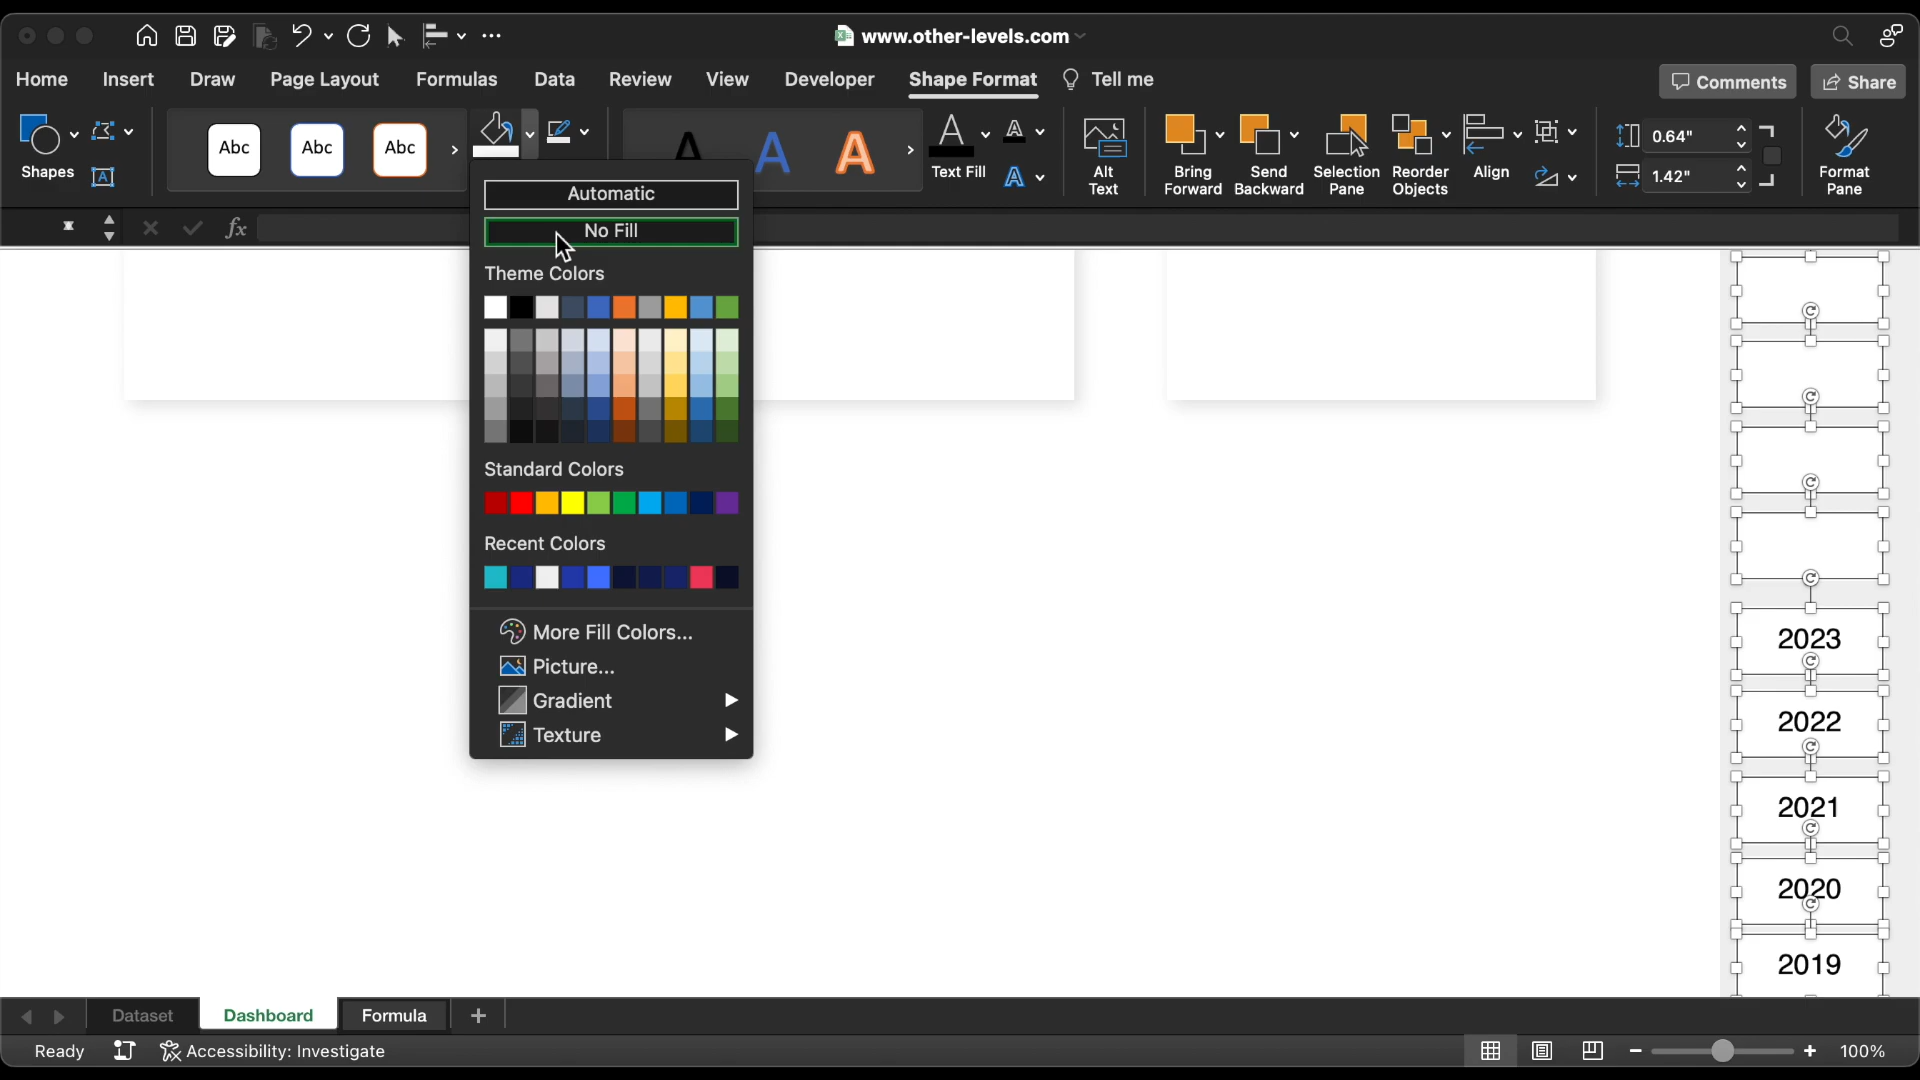 www.other-levels.com
Home Insert Draw Page Layout Formulas Data Review View Developer Shape Format Tell me Comments Share
Shapes
Abc Abc Abc
A A A
Text Fill
Alt Text
Bring Forward
Send Backward
Selection Pane
Reorder Objects
Align
0.64"
1.42"
Format Pane
fx
Automatic
No Fill
Theme Colors
Standard Colors
Recent Colors
More Fill Colors...
Picture...
Gradient
Texture
2023
2022
2021
2020
2019
Dataset Dashboard Formula +
Ready Accessibility: Investigate 100%